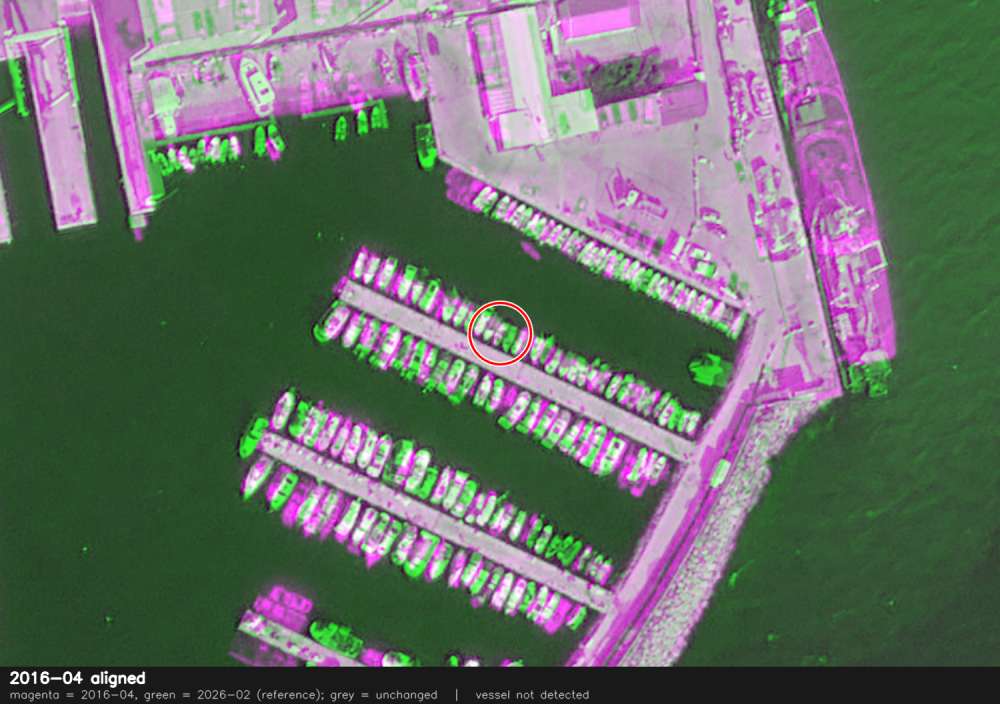 2016-04 aligned
magenta = 2016-04, green = 2026-02 (reference); grey = unchanged | vessel not detected